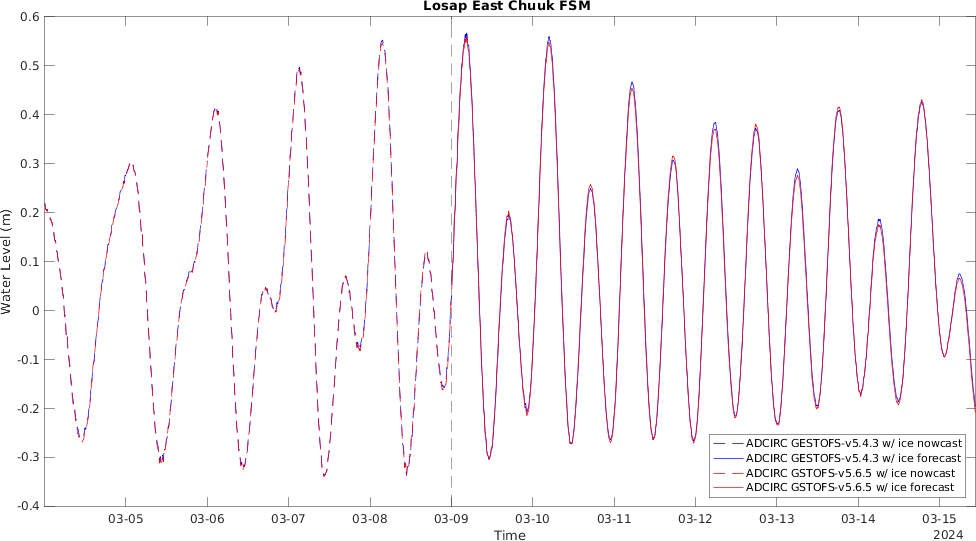 Losap East Chuuk FSM
0.6
0.5
0.4
0.3
0.2
0.1
0
-0.1
-0.2
-0.3
-0.4
Water Level (m)
03-05 03-06 03-07 03-08 03-09 03-10 03-11 03-12 03-13 03-14 03-15
Time
2024
ADCIRC GESTOFS-v5.4.3 w/ ice nowcast
ADCIRC GESTOFS-v5.4.3 w/ ice forecast
ADCIRC GSTOFS-v5.6.5 w/ ice nowcast
ADCIRC GSTOFS-v5.6.5 w/ ice forecast